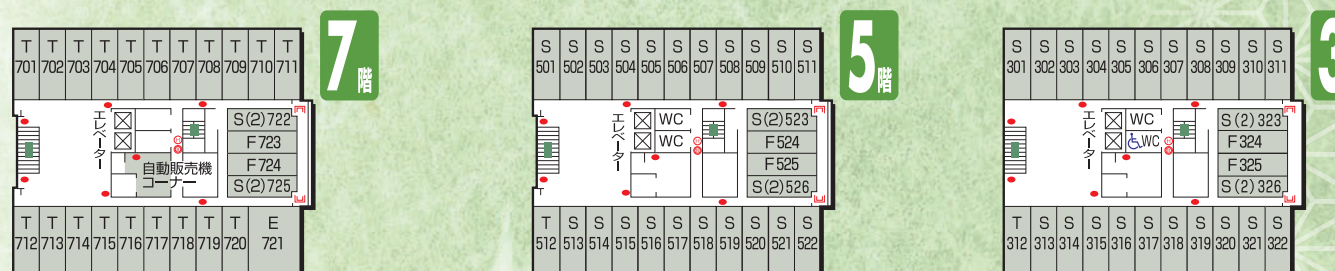 7階
T T T T T T T T T T T
701 702 703 704 705 706 707 708 709 710 711
エレベーター
自動販売機
コーナー
S(2)722
F723
F724
S(2)725
T T T T T T T T T E
712 713 714 715 716 717 718 719 720 721
5階
S S S S S S S S S S S
501 502 503 504 505 506 507 508 509 510 511
エレベーター
WC
WC
S(2)523
F524
F525
S(2)526
T S S S S S S S S S S
512 513 514 515 516 517 518 519 520 521 522
3
S S S S S S S S S S S
301 302 303 304 305 306 307 308 309 310 311
エレベーター
WC
WC
S(2)323
F324
F325
S(2)326
T S S S S S S S S S S
312 313 314 315 316 317 318 319 320 321 322